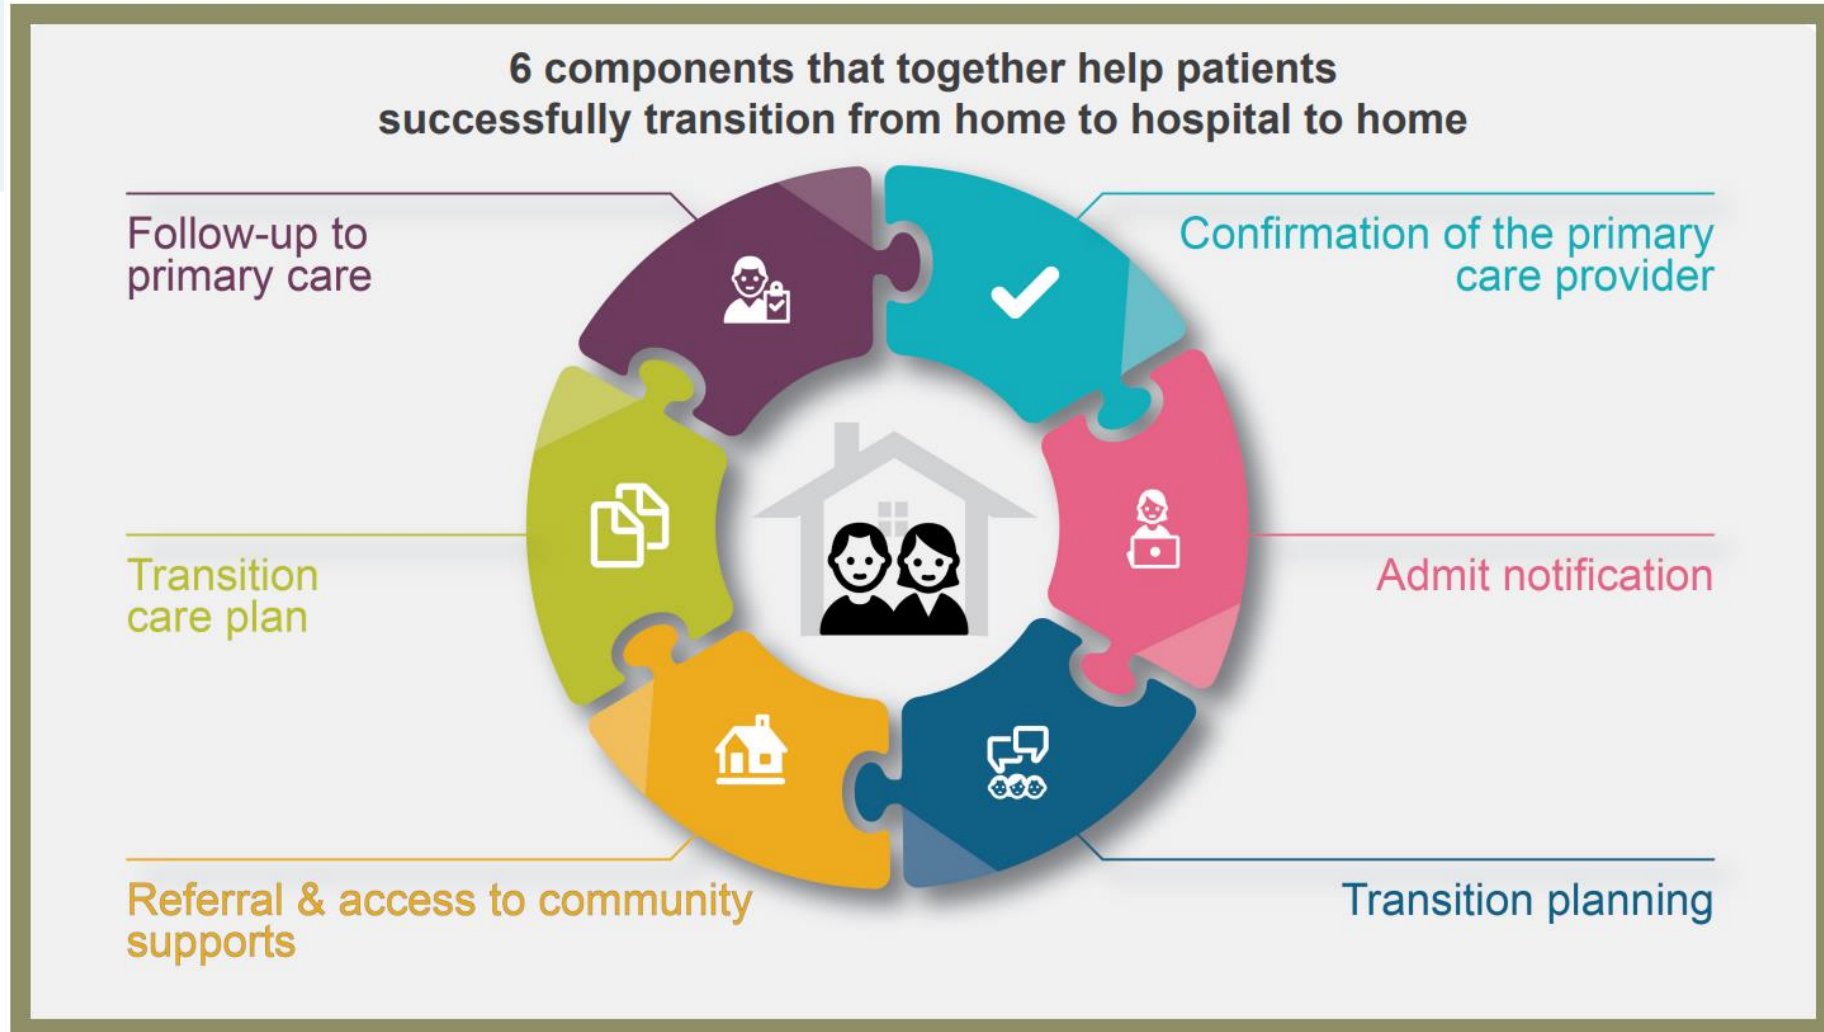 6 components that together help patients
successfully transition from home to hospital to home
Follow-up to
primary care
Confirmation of the primary
care provider
Transition
care plan
Admit notification
Referral & access to community
supports
Transition planning